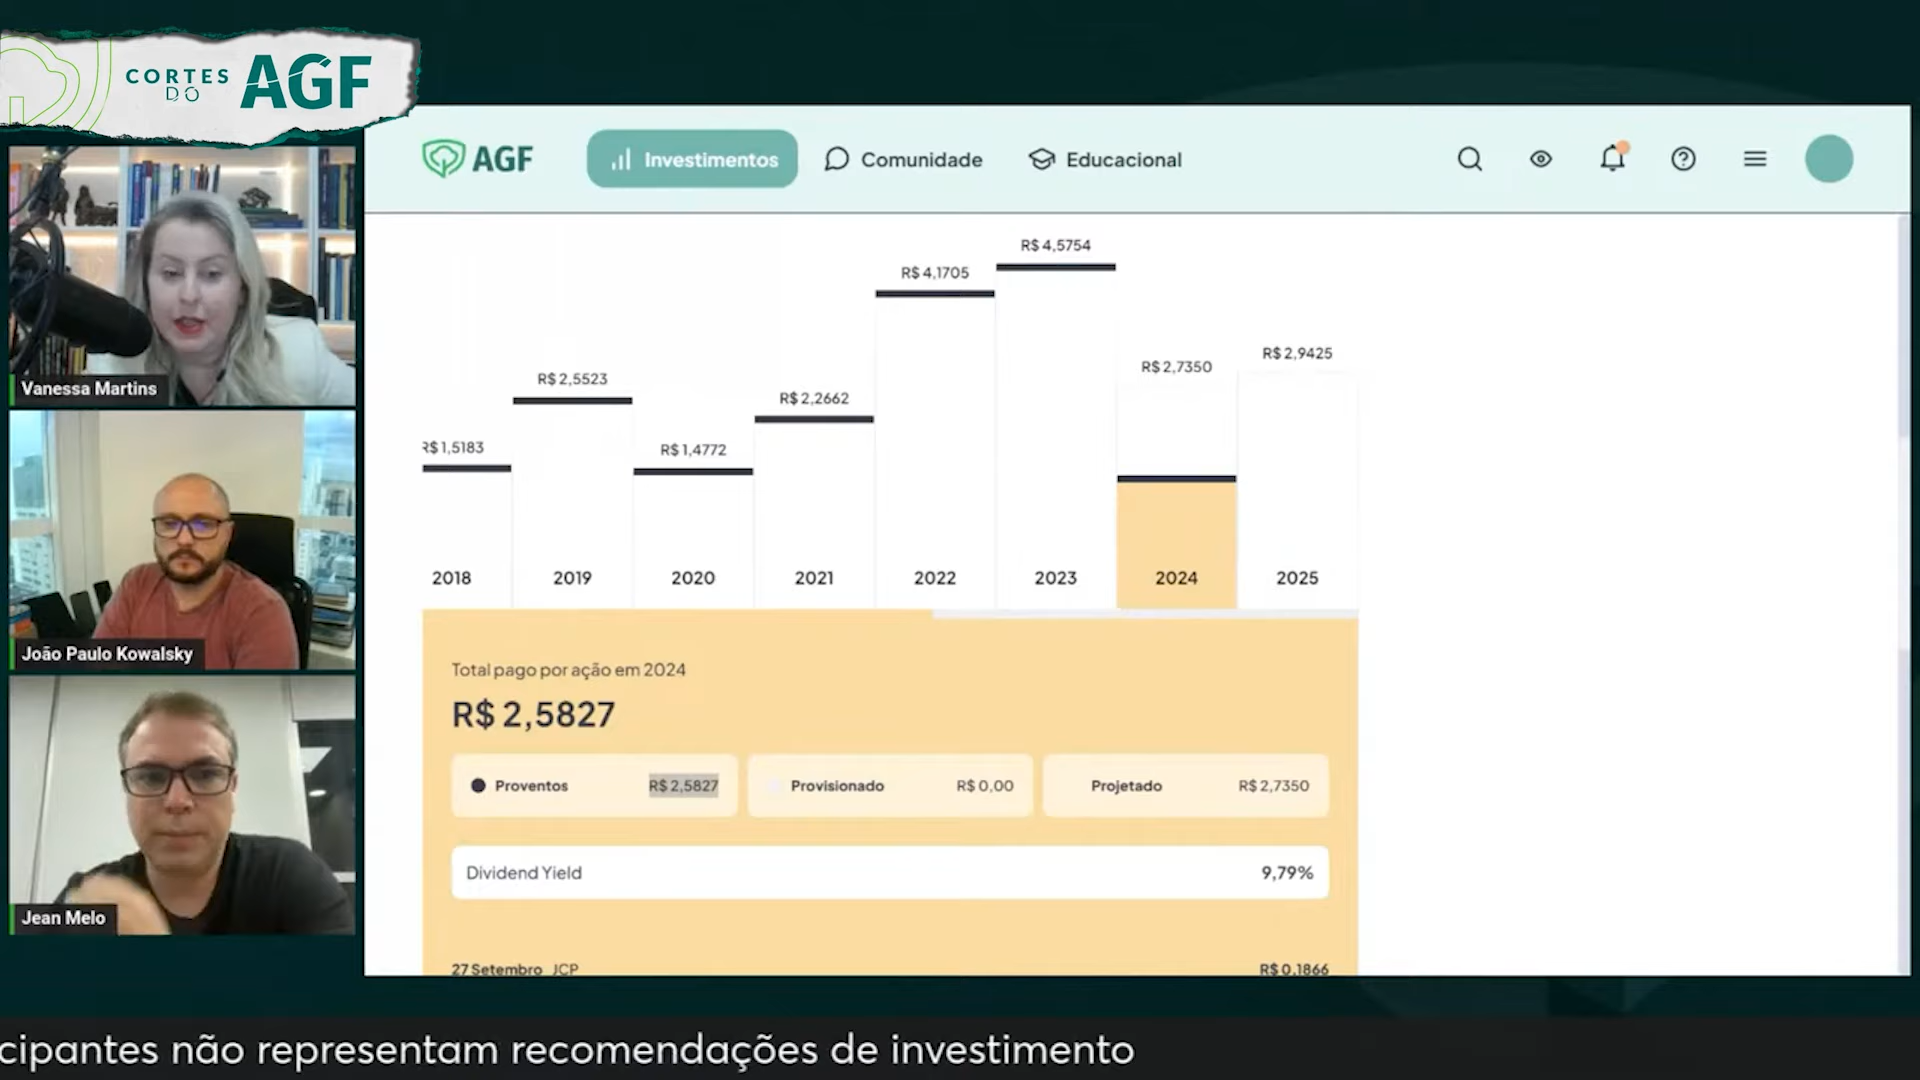 CORTES
DO
AGF
AGF
Investimentos
Comunidade
Educacional
R$ 1,5183
R$ 2,5523
R$ 1,4772
R$ 2,2662
R$ 4,1705
R$ 4,5754
R$ 2,7350
R$ 2,9425
2018
2019
2020
2021
2022
2023
2024
2025
Total pago por ação em 2024
R$ 2,5827
Proventos R$ 2,5827
Provisionado R$ 0,00
Projetado R$ 2,7350
Dividend Yield 9,79%
27 Setembro JCP R$ 0,1866
Vanessa Martins
João Paulo Kowalsky
Jean Melo
cipantes não representam recomendações de investimento